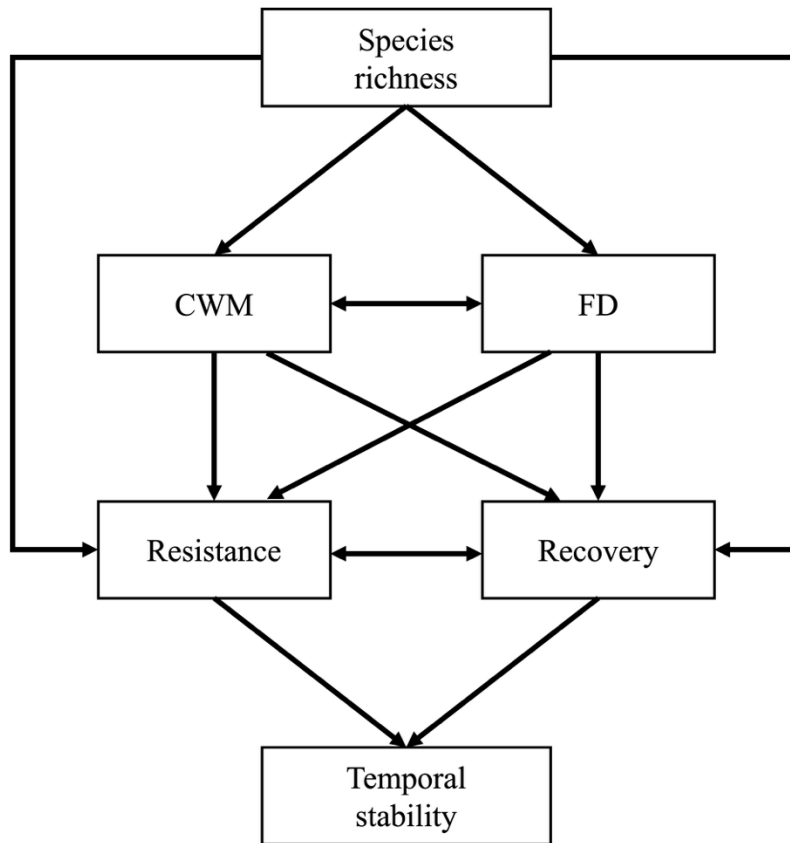 Species
richness
CWM
FD
Resistance
Recovery
Temporal
stability